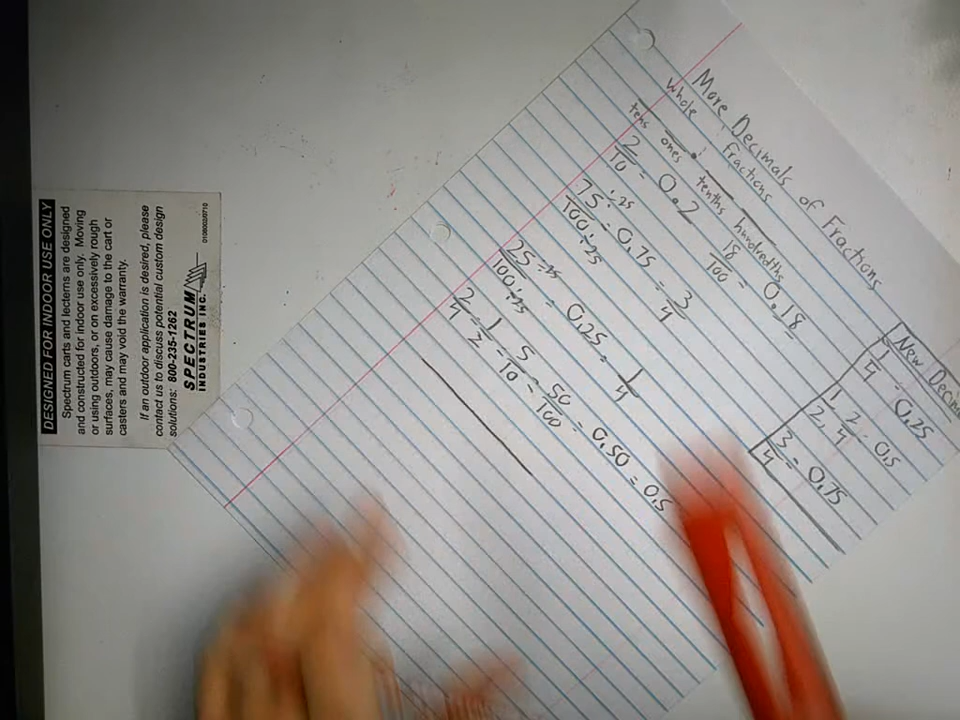 More Decimals of Fractions
whole . fractions
tens ones tenths hundredths
2/10 = 0.2 18/100 = 0.18
75÷25/100÷25 = 0.75 = 3/4
25÷25/100÷25 = 0.25 = 1/4
2/4 = 1/2 = 5/10 = 50/100 = 0.50 = 0.5
New
1/4 = 0.25
1/2, 2/4 = 0.5
3/4 = 0.75
DESIGNED FOR INDOOR USE ONLY
Spectrum carts and lecterns are designed
and constructed for indoor use only. Moving
or using outdoors, or on excessively rough
surfaces, may cause damage to the cart or
casters and may void the warranty.
If an outdoor application is desired, please
contact us to discuss potential custom design
solutions: 800-235-1262
SPECTRUM
INDUSTRIES INC.